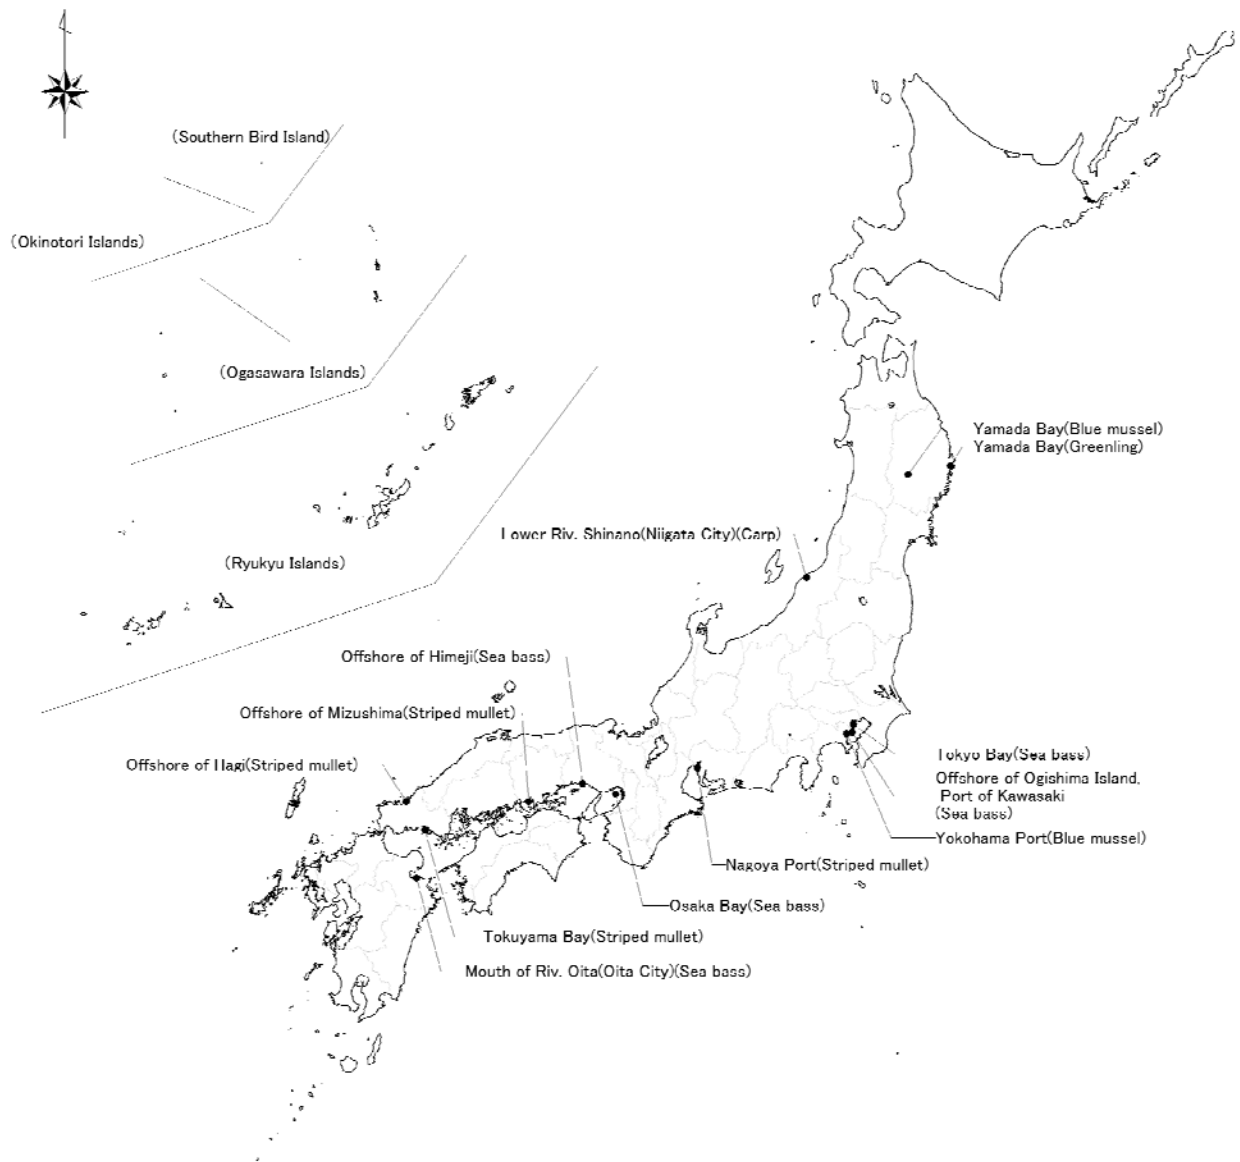 (Southern Bird Island)
(Okinotori Islands)
(Ogasawara Islands)
Yamada Bay(Blue mussel)
Yamada Bay(Greenling)
Lower Riv. Shinano(Niigata City)(Carp)
(Ryukyu Islands)
Offshore of Himeji(Sea bass)
Offshore of Mizushima(Striped mullet)
Offshore of Hagi(Striped mullet)
Tokyo Bay(Sea bass)
Offshore of Ogishima Island,
Port of Kawasaki
(Sea bass)
Yokohama Port(Blue mussel)
Nagoya Port(Striped mullet)
Osaka Bay(Sea bass)
Tokuyama Bay(Striped mullet)
Mouth of Riv. Oita(Oita City)(Sea bass)